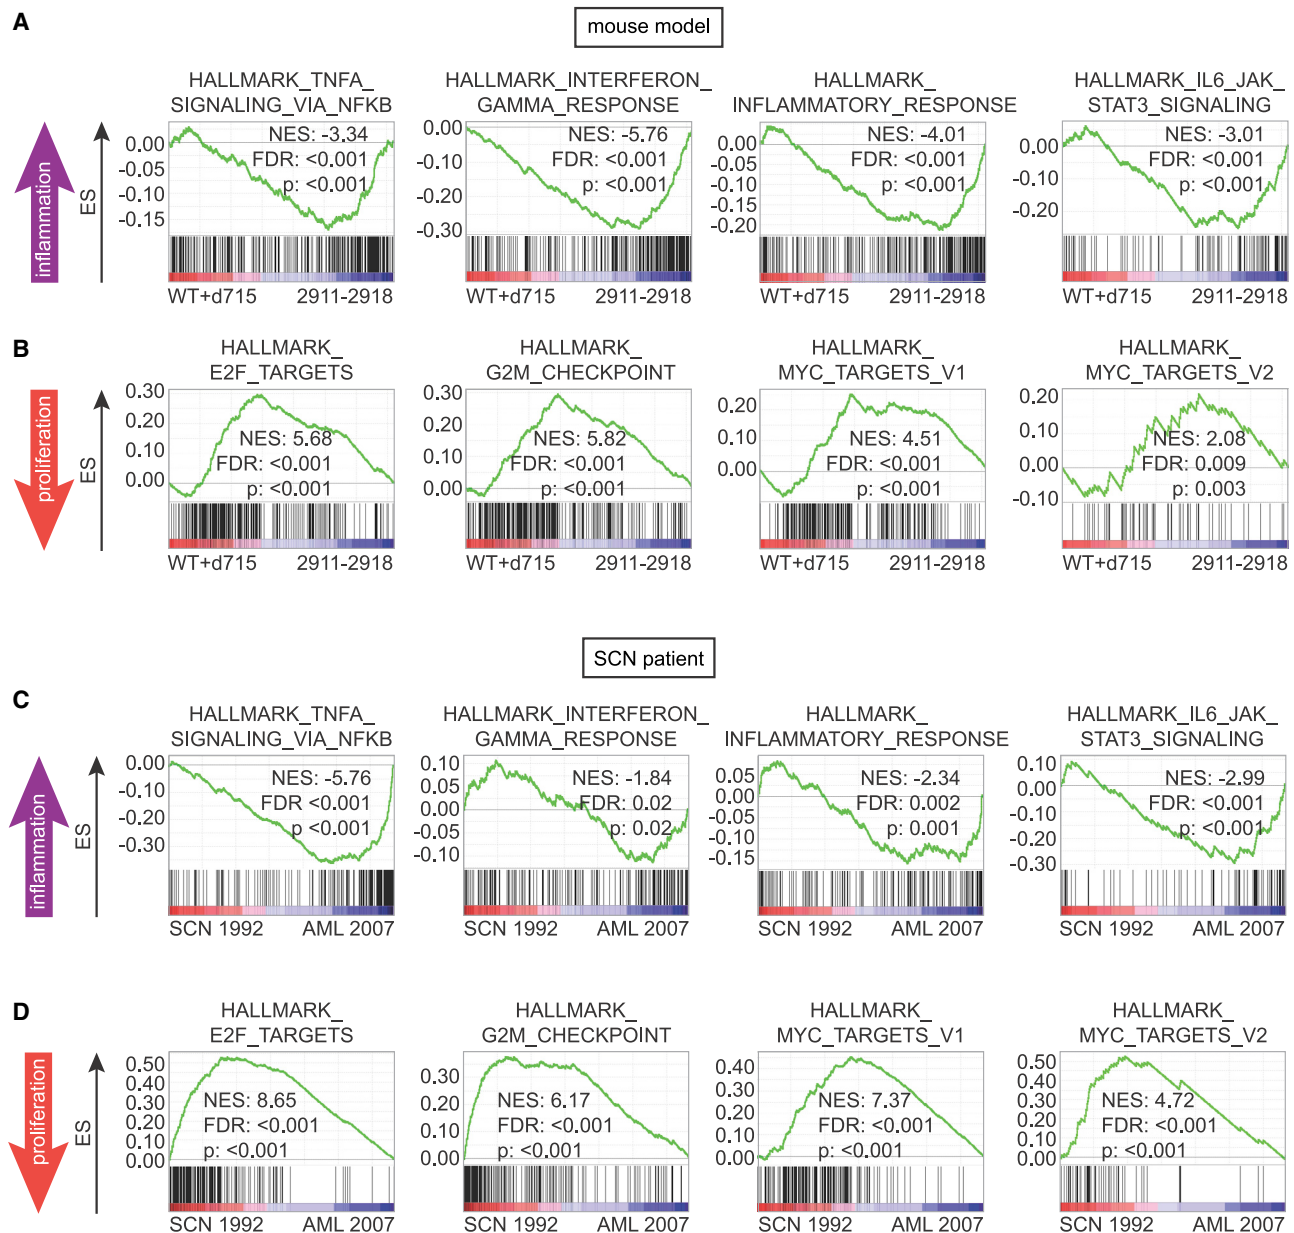 A
mouse model
HALLMARK_TNFA_
SIGNALING_VIA_NFKB
HALLMARK_INTERFERON_
GAMMA_RESPONSE
HALLMARK_
INFLAMMATORY_RESPONSE
HALLMARK_IL6_JAK_
STAT3_SIGNALING
inflammation
ES
0.00
-0.05
-0.10
-0.15
NES: -3.34
FDR: <0.001
p: <0.001
WT+d715 2911-2918
0.00
-0.10
-0.20
-0.30
NES: -5.76
FDR: <0.001
p: <0.001
WT+d715 2911-2918
0.00
-0.05
-0.10
-0.15
-0.20
NES: -4.01
FDR: <0.001
p: <0.001
WT+d715 2911-2918
0.00
-0.10
-0.20
NES: -3.01
FDR: <0.001
p: <0.001
WT+d715 2911-2918
B
HALLMARK_
E2F_TARGETS
HALLMARK_
G2M_CHECKPOINT
HALLMARK_
MYC_TARGETS_V1
HALLMARK_
MYC_TARGETS_V2
proliferation
ES
0.30
0.20
0.10
0.00
NES: 5.68
FDR: <0.001
p: <0.001
WT+d715 2911-2918
0.30
0.20
0.10
0.00
NES: 5.82
FDR: <0.001
p: <0.001
WT+d715 2911-2918
0.20
0.10
0.00
NES: 4.51
FDR: <0.001
p: <0.001
WT+d715 2911-2918
0.20
0.10
0.00
-0.10
NES: 2.08
FDR: 0.009
p: 0.003
WT+d715 2911-2918
SCN patient
C
HALLMARK_TNFA_
SIGNALING_VIA_NFKB
HALLMARK_INTERFERON_
GAMMA_RESPONSE
HALLMARK_
INFLAMMATORY_RESPONSE
HALLMARK_IL6_JAK_
STAT3_SIGNALING
inflammation
ES
0.00
-0.10
-0.20
-0.30
NES: -5.76
FDR <0.001
p <0.001
SCN 1992 AML 2007
0.10
0.05
0.00
-0.05
-0.10
NES: -1.84
FDR: 0.02
p: 0.02
SCN 1992 AML 2007
0.05
0.00
-0.05
-0.10
-0.15
NES: -2.34
FDR: 0.002
p: 0.001
SCN 1992 AML 2007
0.10
0.00
-0.10
-0.20
-0.30
NES: -2.99
FDR: <0.001
p: <0.001
SCN 1992 AML 2007
D
HALLMARK_
E2F_TARGETS
HALLMARK_
G2M_CHECKPOINT
HALLMARK_
MYC_TARGETS_V1
HALLMARK_
MYC_TARGETS_V2
proliferation
ES
0.50
0.40
0.30
0.20
0.10
0.00
NES: 8.65
FDR: <0.001
p: <0.001
SCN 1992 AML 2007
0.30
0.20
0.10
0.00
NES: 6.17
FDR: <0.001
p: <0.001
SCN 1992 AML 2007
0.40
0.30
0.20
0.10
0.00
NES: 7.37
FDR: <0.001
p: <0.001
SCN 1992 AML 2007
0.50
0.40
0.30
0.20
0.10
0.00
NES: 4.72
FDR: <0.001
p: <0.001
SCN 1992 AML 2007